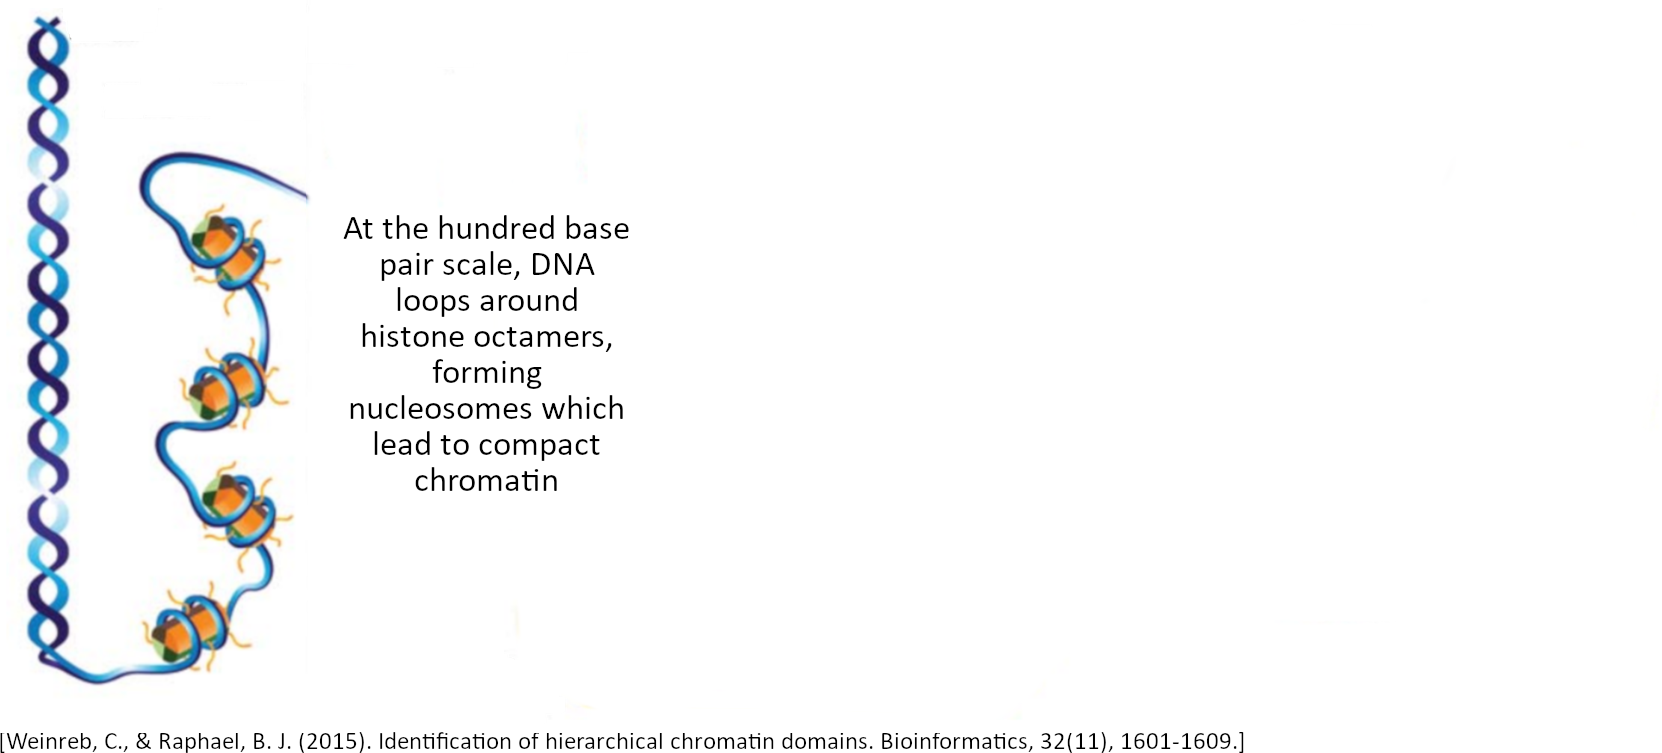 At the hundred base
pair scale, DNA
loops around
histone octamers,
forming
nucleosomes which
lead to compact
chromatin
[Weinreb, C., & Raphael, B. J. (2015). Identification of hierarchical chromatin domains. Bioinformatics, 32(11), 1601-1609.]